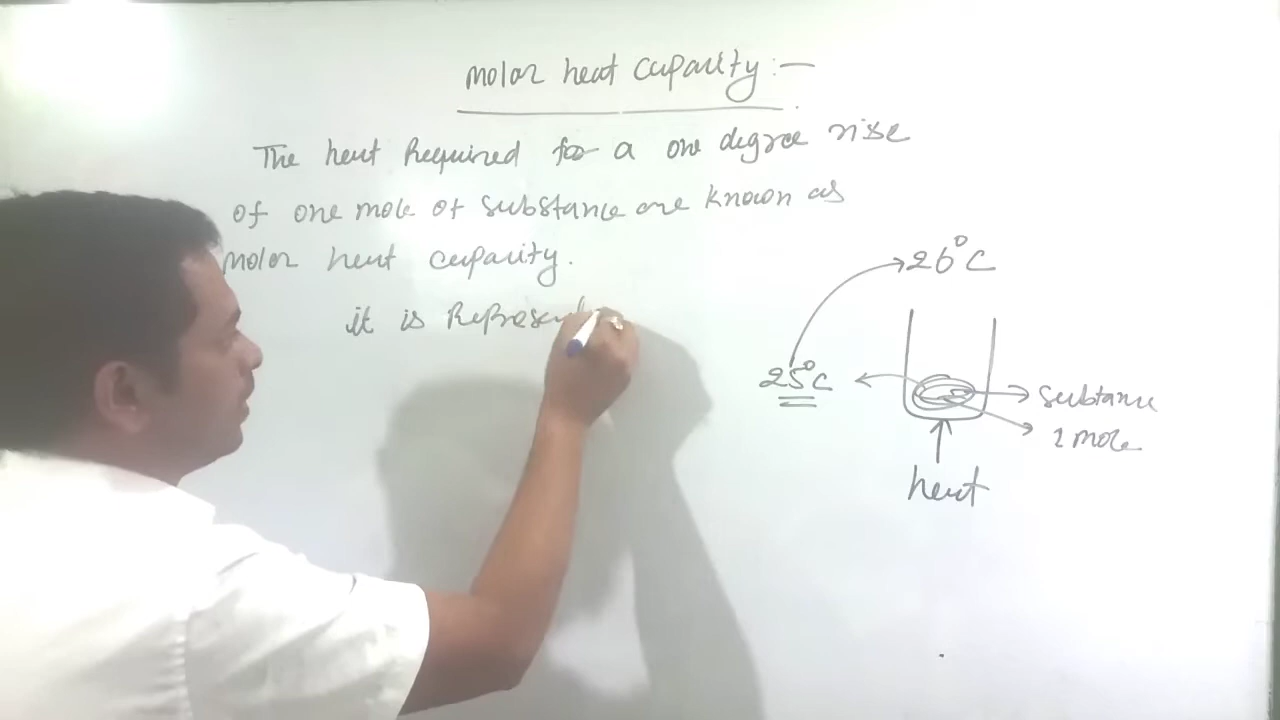 molar heat capacity :-
The heat Required for a one degree rise
of one mole of substance are known as
molar heat capacity.
it is Represent
26°C
25°C
substance
1 mole
heat